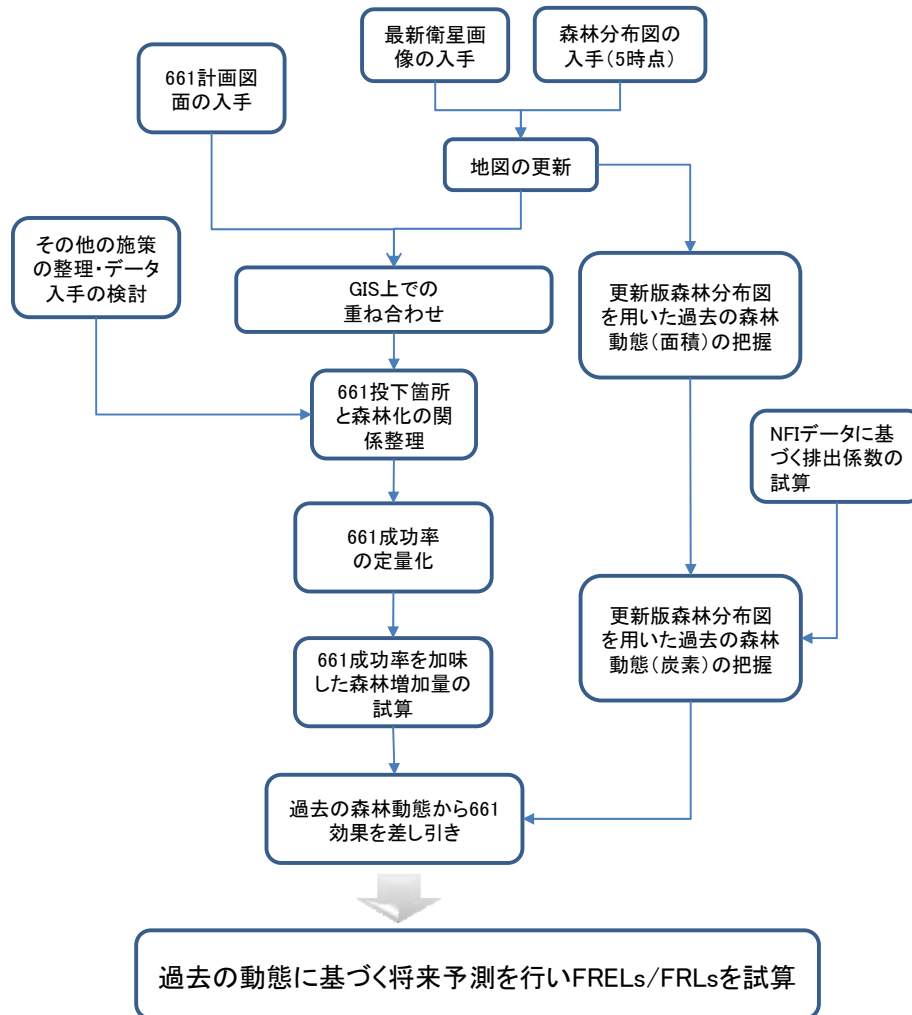 最新衛星画
像の入手
森林分布図の
入手(5時点)
661計画図
面の入手
地図の更新
その他の施策
の整理・データ
入手の検討
GIS上での
重ね合わせ
更新版森林分布図
を用いた過去の森林
動態(面積)の把握
661投下箇所
と森林化の関
係整理
NFIデータに基
づく排出係数の
試算
661成功率
の定量化
更新版森林分布図
を用いた過去の森林
動態(炭素)の把握
661成功率を加味
した森林増加量の
試算
過去の森林動態から661
効果を差し引き
過去の動態に基づく将来予測を行いFRELs/FRLsを試算